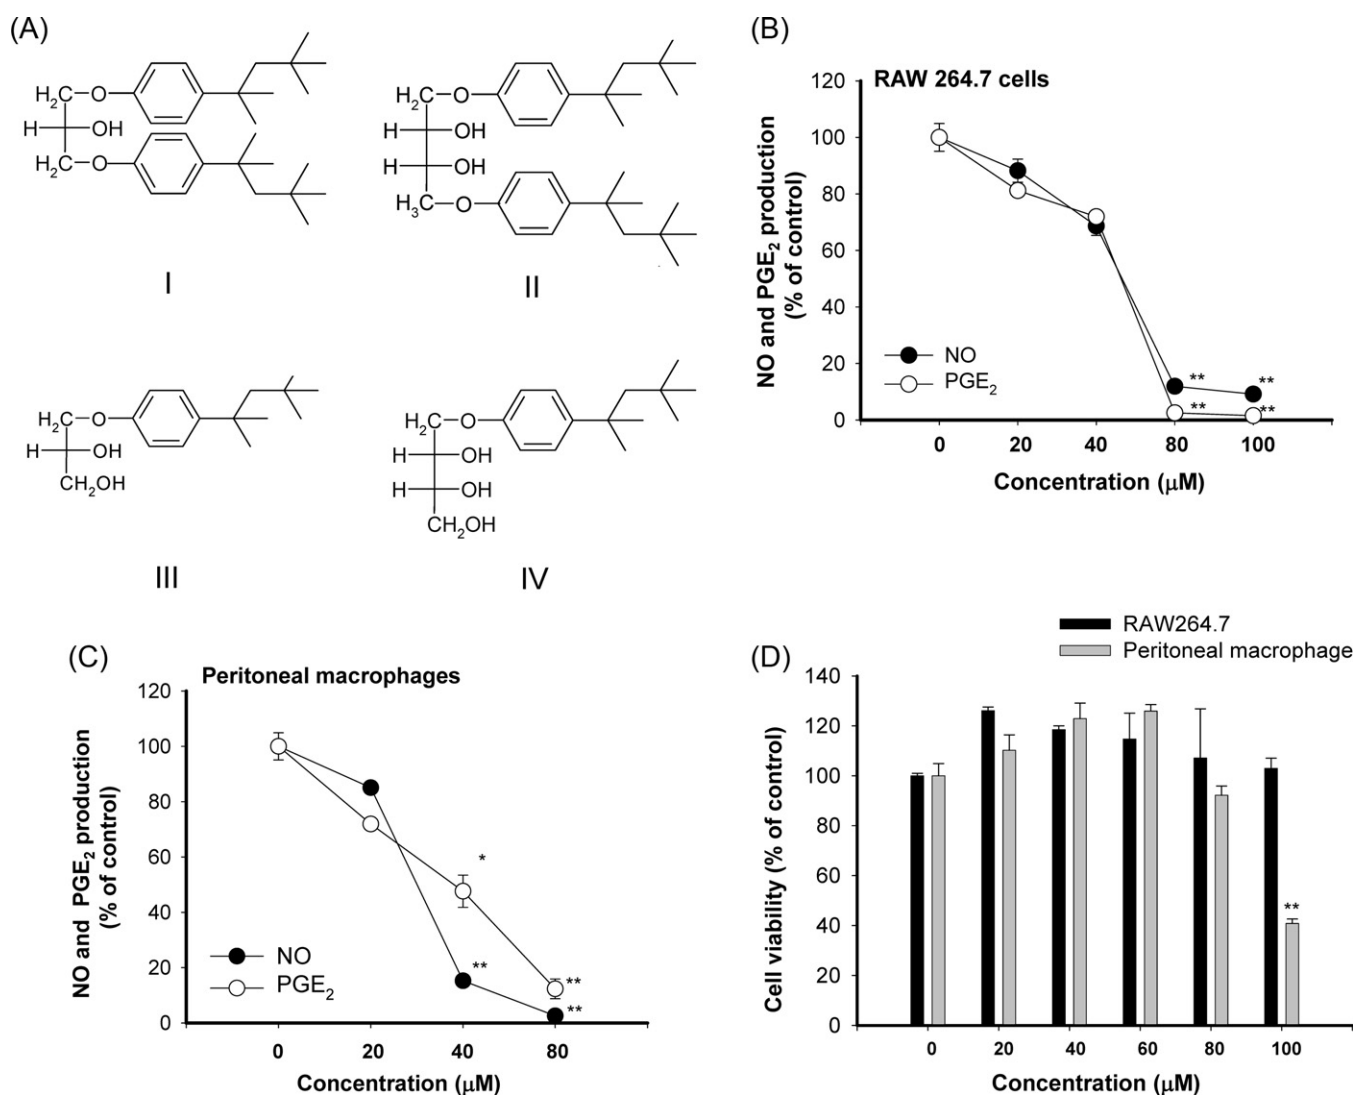 (A)
H2C O
H OH
H2C O
I
H2C O
H OH
H OH
H3C O
II
H2C O
H OH
CH2OH
III
H2C O
H OH
H OH
CH2OH
IV
(B)
RAW 264.7 cells
NO and PGE2 production
(% of control)
120
100
80
60
40
20
0
NO
PGE2
** **
** **
0 20 40 80 100
Concentration (μM)
(C)
Peritoneal macrophages
NO and PGE2 production
(% of control)
120
100
80
60
40
20
0
NO
PGE2
*
**
**
**
0 20 40 80
Concentration (μM)
(D)
RAW264.7
Peritoneal macrophage
Cell viability (% of control)
140
120
100
80
60
40
20
0
**
0 20 40 60 80 100
Concentration (μM)